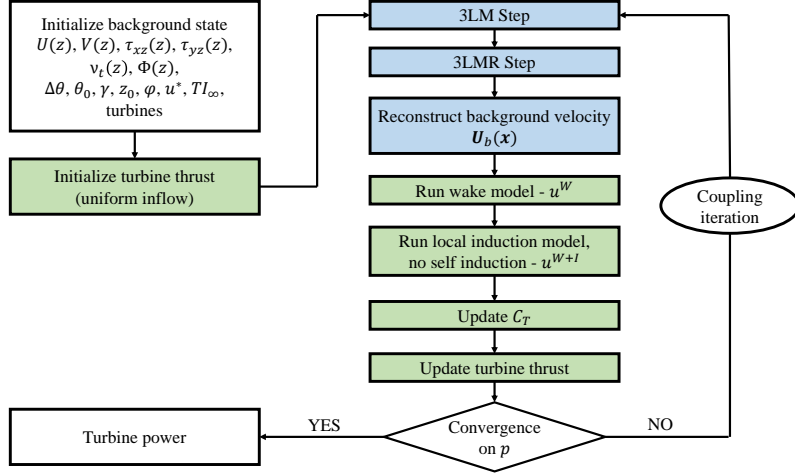 Initialize background state
U(z), V(z), τxz(z), τyz(z),
νt(z), Φ(z),
Δθ, θ0, γ, z0, φ, u*, TI∞,
turbines
Initialize turbine thrust
(uniform inflow)
3LM Step
3LMR Step
Reconstruct background velocity
Ub(x)
Run wake model - u^W
Run local induction model,
no self induction - u^W+I
Update CT
Update turbine thrust
Convergence
on p
YES
NO
Turbine power
Coupling
iteration